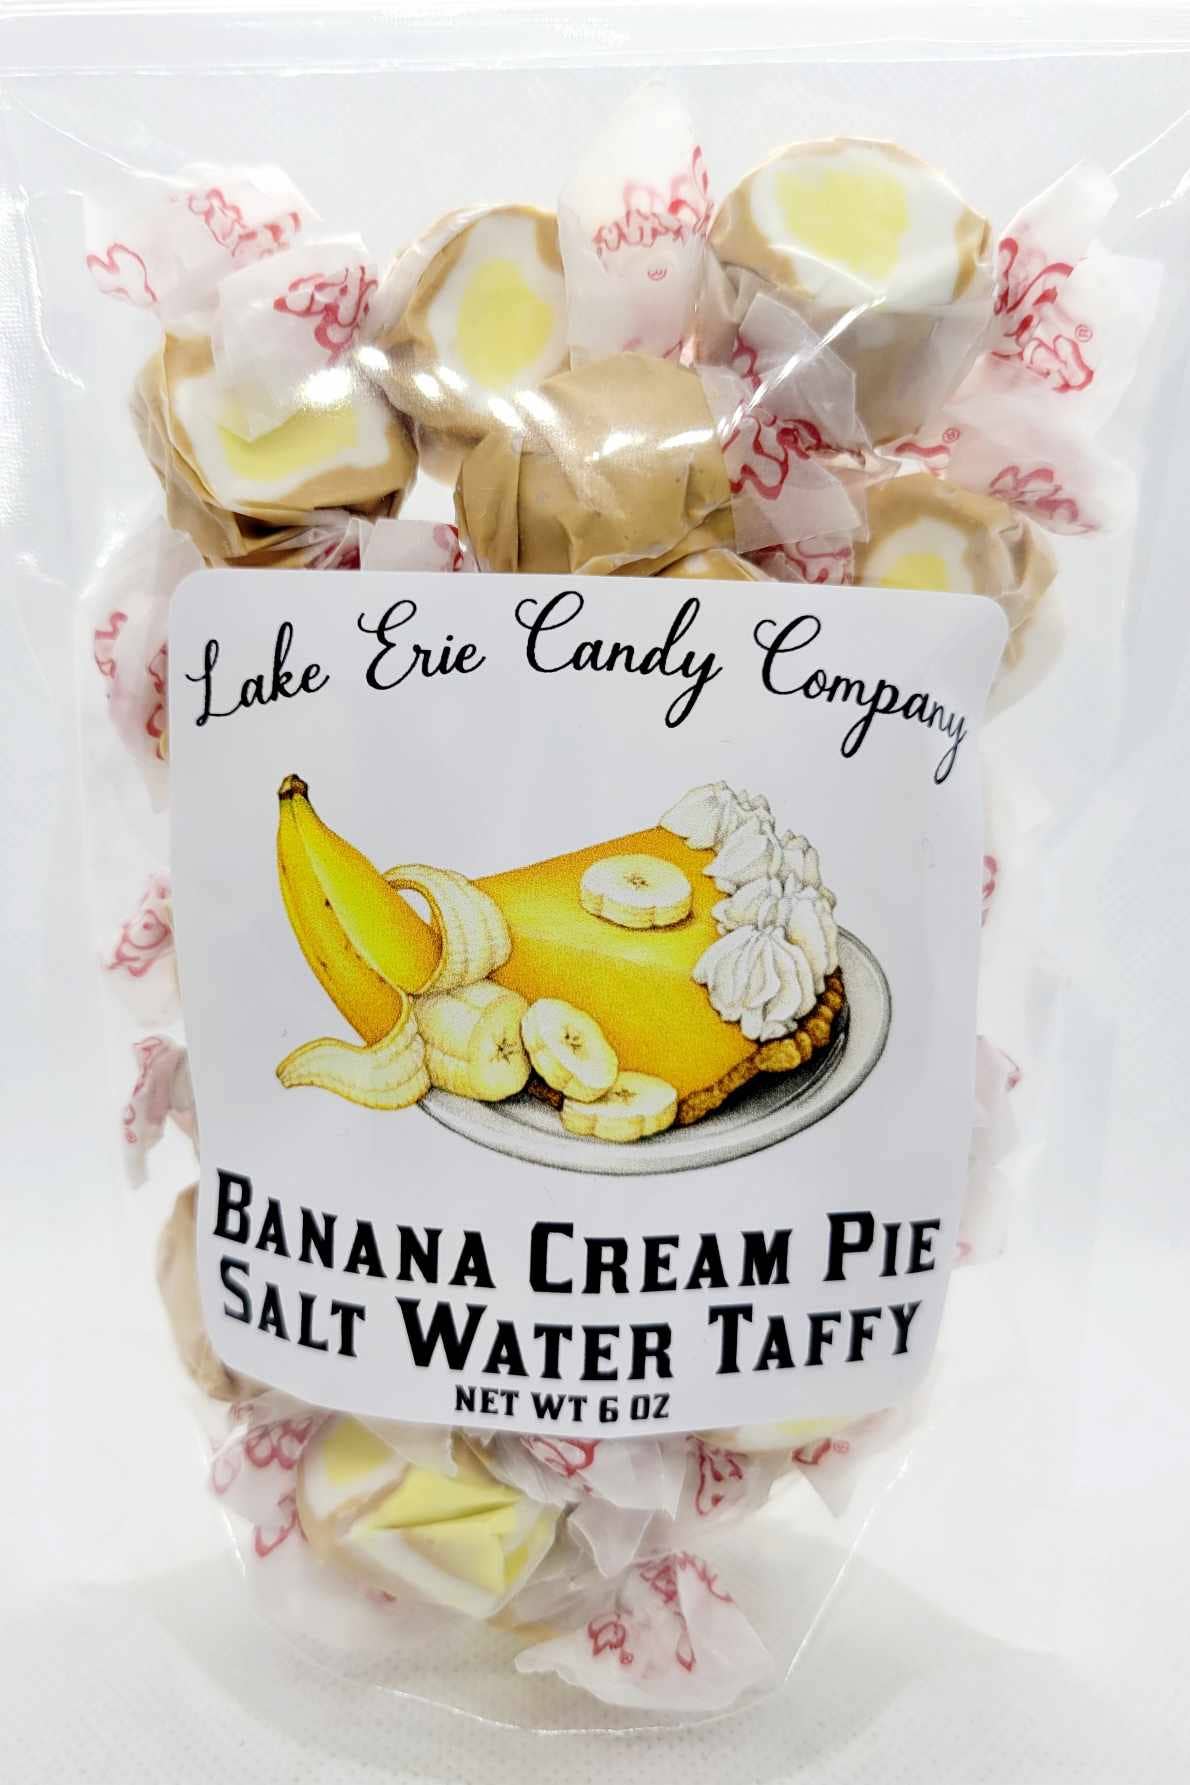 Lake Erie Candy Company
BANANA CREAM PIE
SALT WATER TAFFY
NET WT 6 OZ